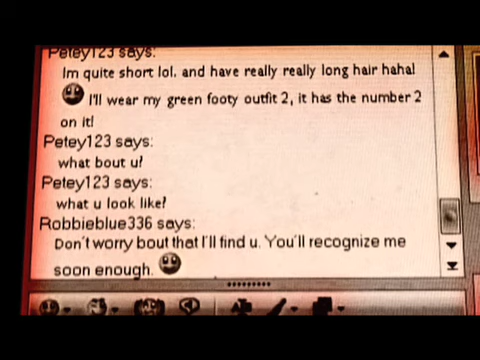 Petey123 says:
Im quite short lol. and have really really long hair haha!
I'll wear my green footy outfit 2, it has the number 2
on it!
Petey123 says:
what bout u?
Petey123 says:
what u look like?
Robbieblue336 says:
Don't worry bout that I'll find u. You'll recognize me
soon enough.